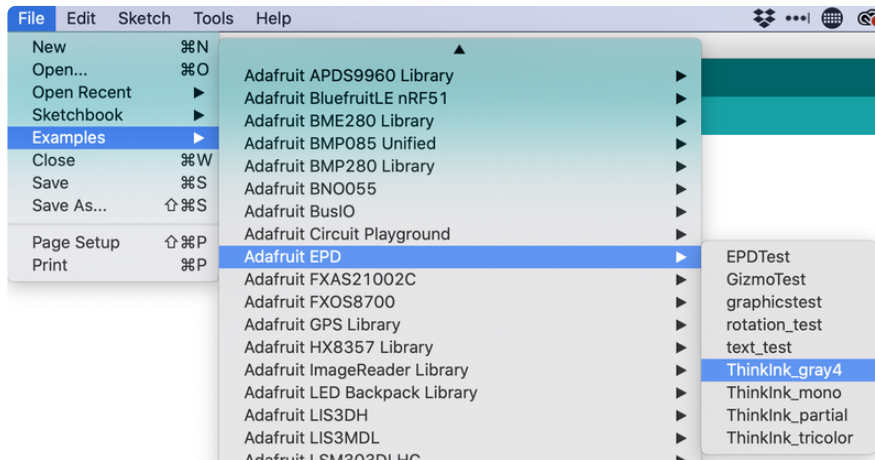 File Edit Sketch Tools Help
New ⌘N
Open... ⌘O
Open Recent
Sketchbook
Examples
Close ⌘W
Save ⌘S
Save As... ⇧⌘S
Page Setup ⇧⌘P
Print ⌘P
Adafruit APDS9960 Library
Adafruit BluefruitLE nRF51
Adafruit BME280 Library
Adafruit BMP085 Unified
Adafruit BMP280 Library
Adafruit BNO055
Adafruit BusIO
Adafruit Circuit Playground
Adafruit EPD
Adafruit FXAS21002C
Adafruit FXOS8700
Adafruit GPS Library
Adafruit HX8357 Library
Adafruit ImageReader Library
Adafruit LED Backpack Library
Adafruit LIS3DH
Adafruit LIS3MDL
Adafruit LSM303DLHC
EPDTest
GizmoTest
graphicstest
rotation_test
text_test
ThinkInk_gray4
ThinkInk_mono
ThinkInk_partial
ThinkInk_tricolor